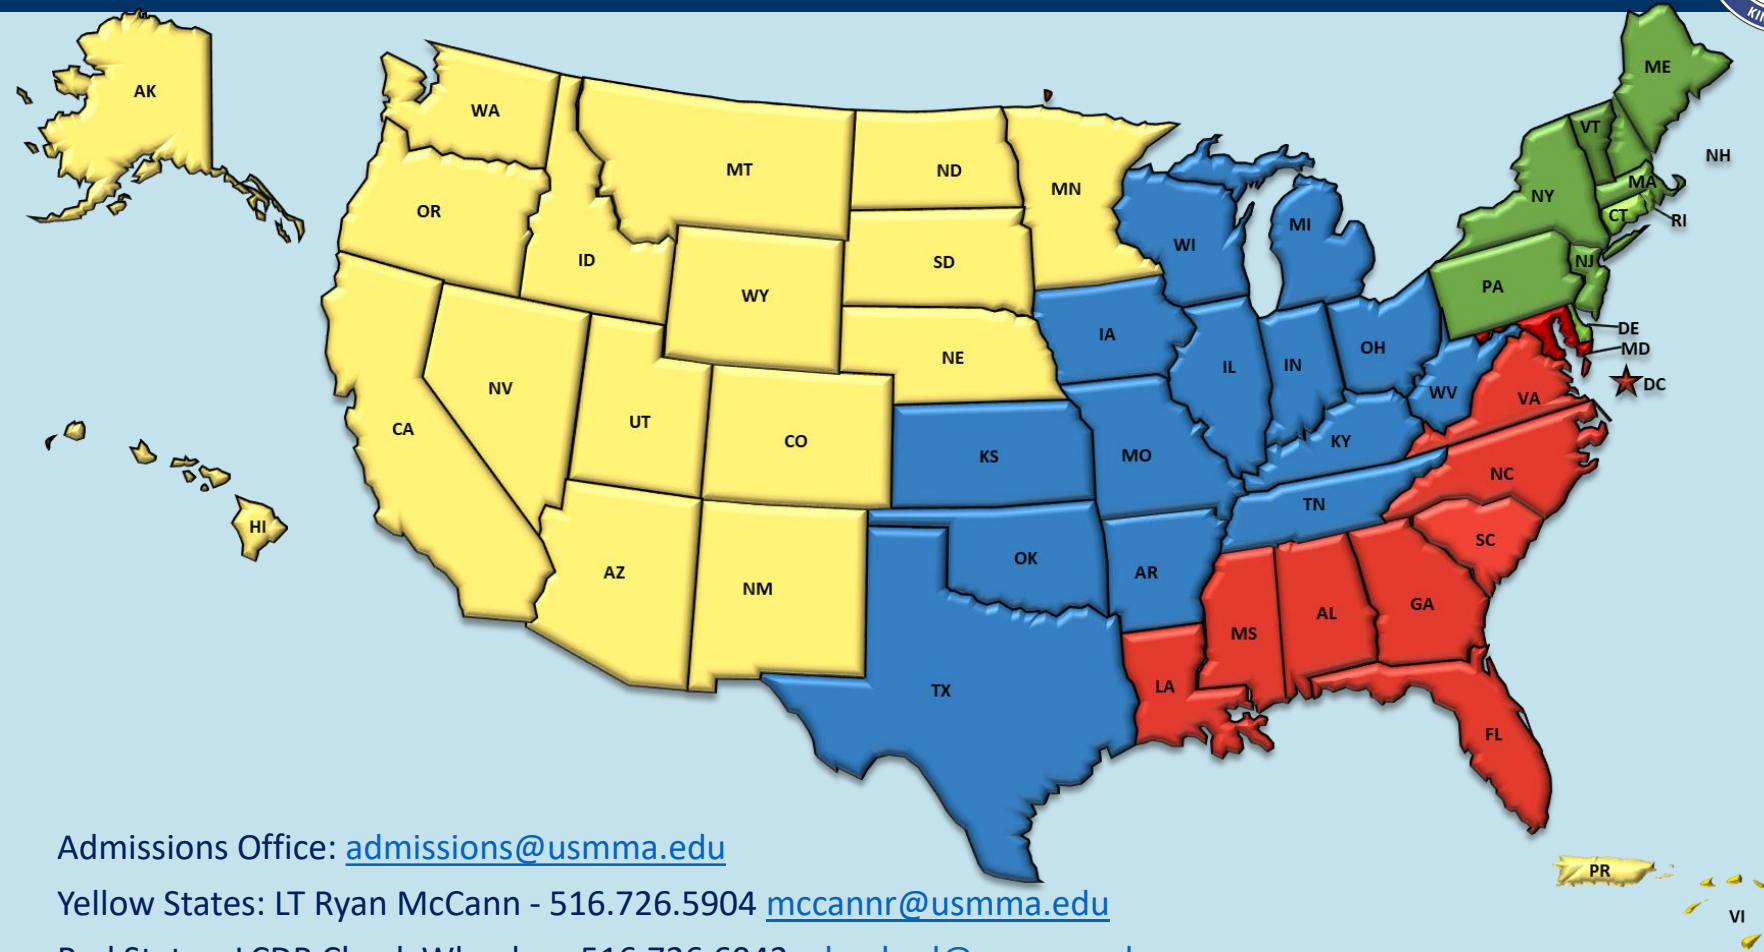 KI
AK
WA
ME
VT
NH
MT
ND
MN
OR
NY
MA
CT
RI
MI
WI
ID
SD
NJ
WY
PA
IA
DE
MD
NE
OH
IL
IN
DC
NV
WV
VA
UT
CA
CO
KS
MO
KY
NC
TN
HI
SC
OK
AZ
AR
NM
GA
AL
MS
TX
LA
FL
Admissions Office: admissions@usmma.edu
PR
Yellow States: LT Ryan McCann - 516.726.5904 mccannr@usmma.edu
VI